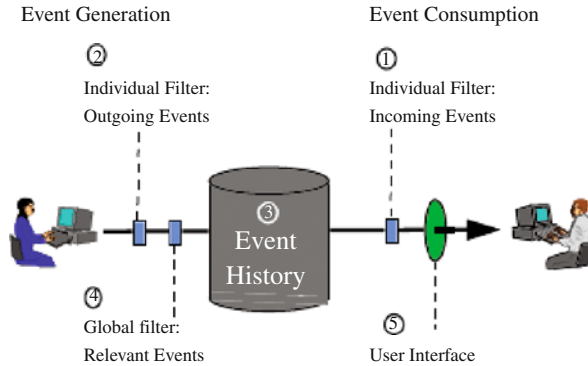 Event Generation
Event Consumption
②
Individual Filter:
Outgoing Events
①
Individual Filter:
Incoming Events
③
Event
History
④
Global filter:
Relevant Events
⑤
User Interface